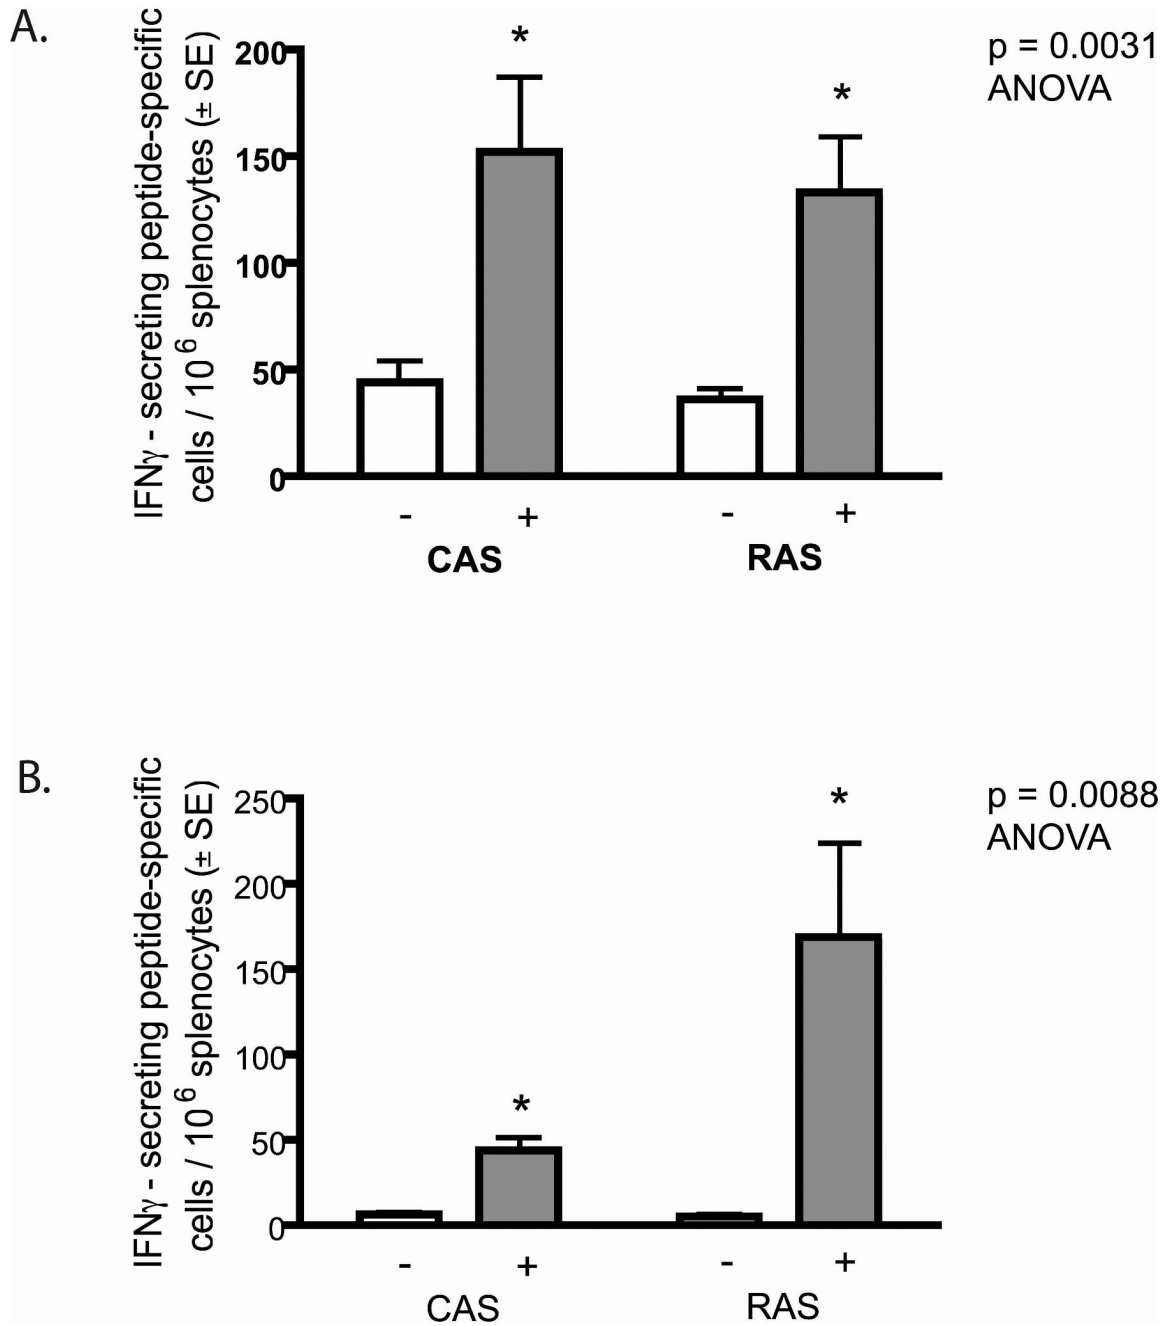 A.
IFNγ - secreting peptide-specific
cells / 10 6 splenocytes (± SE)
200
150
100
50
0
*
*
p = 0.0031
ANOVA
- + - +
CAS RAS
B.
IFNγ - secreting peptide-specific
cells / 10 6 splenocytes (± SE)
250
200
150
100
50
0
*
*
p = 0.0088
ANOVA
- + - +
CAS RAS